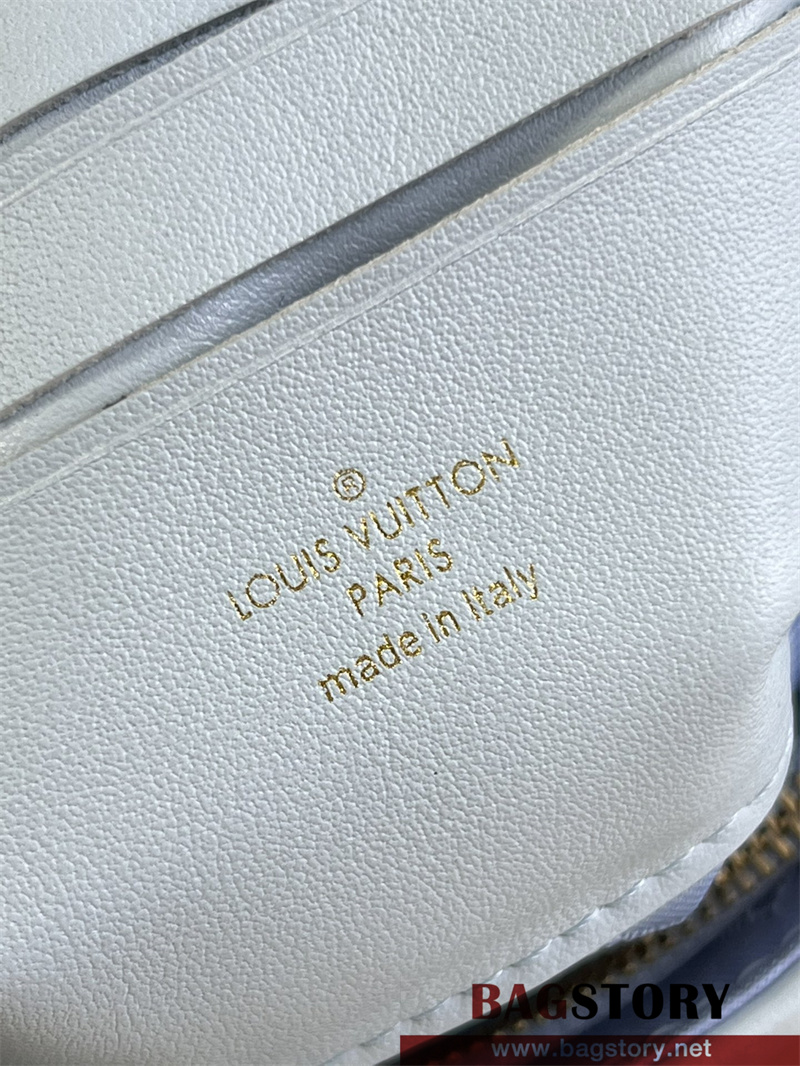 ®
LOUIS VUITTON
PARIS
made in Italy
BAGSTORY
www.bagstory.net